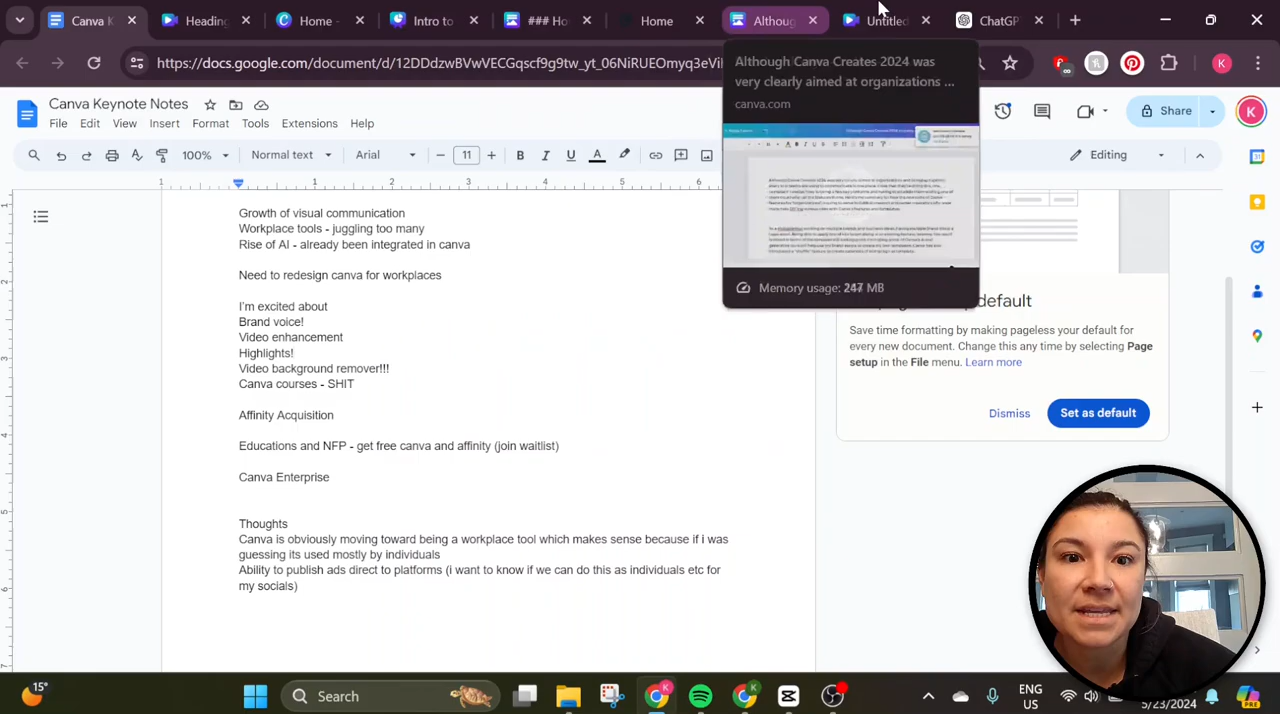 Canva K
Heading
Home -
Intro to
### Ho
Home
Althoug
Untitled
ChatGP
https://docs.google.com/document/d/12DDdzwBVwVECGqscf9g9tw_yt_06NiRUEOmyq3eVil
Although Canva Creates 2024 was
very clearly aimed at organizations ...
canva.com
Memory usage: 247 MB
Canva Keynote Notes
File Edit View Insert Format Tools Extensions Help
Share
K
100% Normal text Arial 11 B I U A Editing
1 1 2 3 4 5 6
Growth of visual communication
Workplace tools - juggling too many
Rise of AI - already been integrated in canva
Need to redesign canva for workplaces
I'm excited about
Brand voice!
Video enhancement
Highlights!
Video background remover!!!
Canva courses - SHIT
Affinity Acquisition
Educations and NFP - get free canva and affinity (join waitlist)
Canva Enterprise
Thoughts
Canva is obviously moving toward being a workplace tool which makes sense because if i was
guessing its used mostly by individuals
Ability to publish ads direct to platforms (i want to know if we can do this as individuals etc for
my socials)
default
Save time formatting by making pageless your default for
every new document. Change this any time by selecting Page
setup in the File menu. Learn more
Dismiss Set as default
15°
Search
ENG
US
5/23/2024
PRE